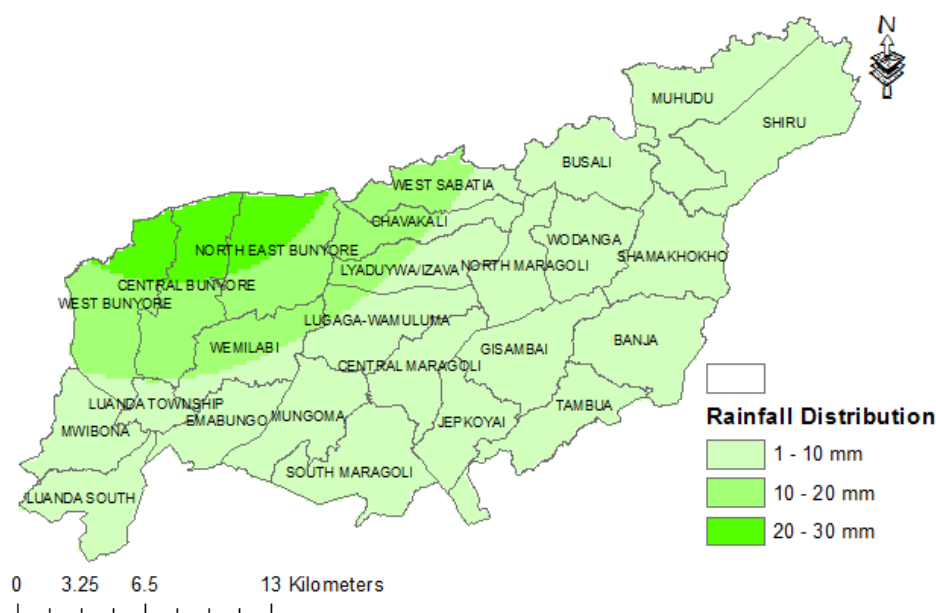 N
MUHUDU
SHIRU
BUSALI
WEST SABATIA
CHAVAKALI
WODANGA
NORTH EAST BUNYORE
SHAMAKHOKHO
LYADUYWA/IZAVA
NORTH MARAGOLI
CENTRAL BUNYORE
WEST BUNYORE
LUGAGA-WAMULUMA
BANJA
WEMILABI
GISAMBAI
CENTRAL MARAGOLI
LUANDA TOWNSHIP
TAMBUA
EMABUNGO
MUNGOMA
JEPKOYAI
MWIBONA
SOUTH MARAGOLI
LUANDA SOUTH
Rainfall Distribution
1 - 10 mm
10 - 20 mm
20 - 30 mm
0 3.25 6.5 13 Kilometers